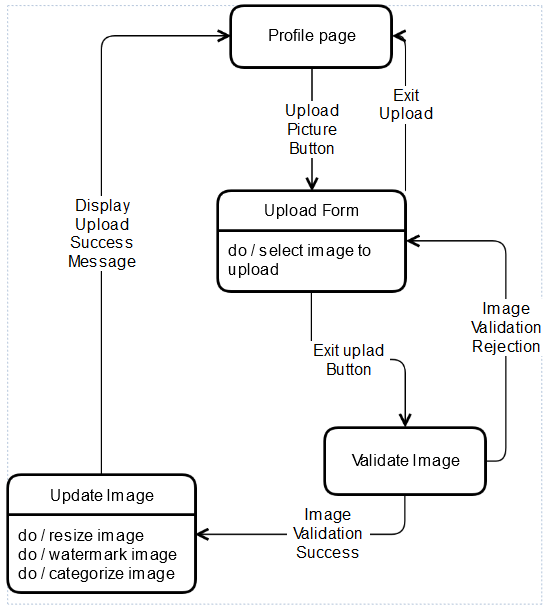 Profile page
Upload
Picture
Button
Exit
Upload
Display
Upload
Success
Message
Upload Form
do / select image to
upload
Image
Validation
Rejection
Exit uplad
Button
Validate Image
Update Image
do / resize image
do / watermark image
do / categorize image
Image
Validation
Success